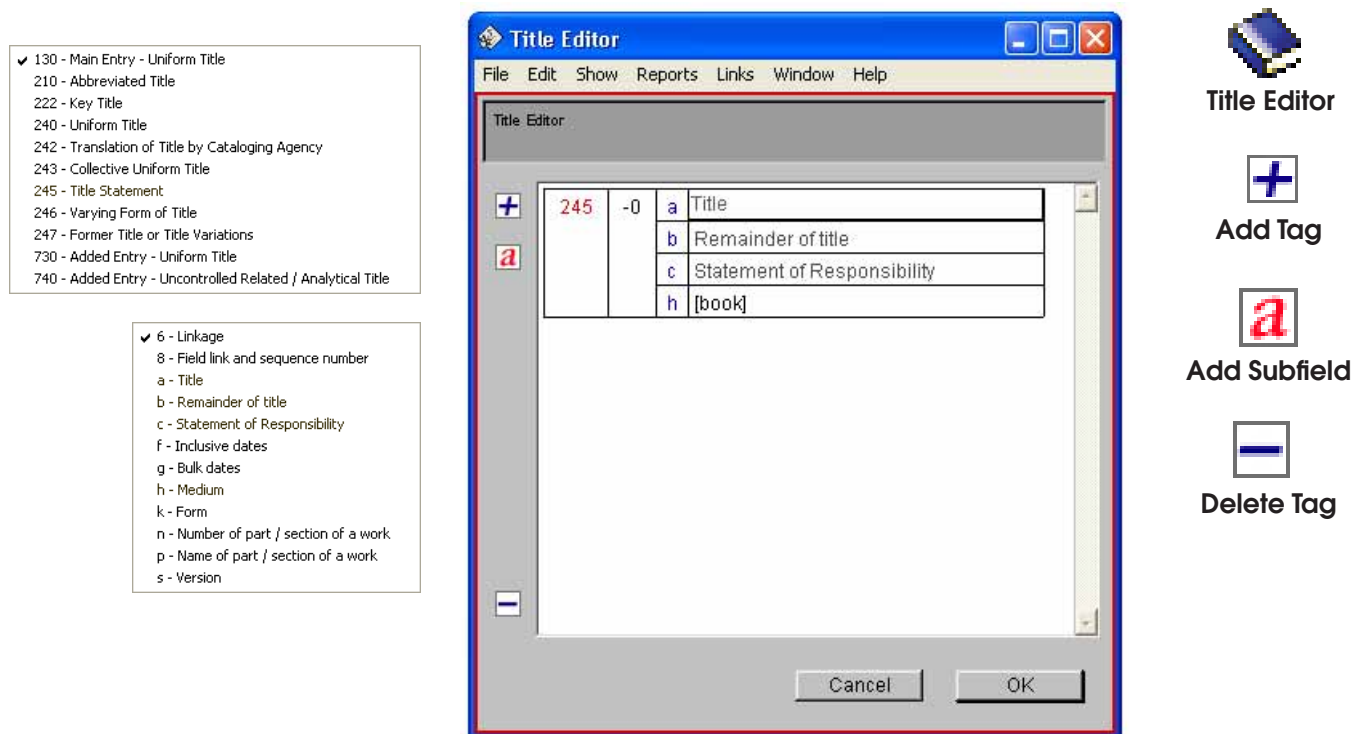 ✔ 130 - Main Entry - Uniform Title
210 - Abbreviated Title
222 - Key Title
240 - Uniform Title
242 - Translation of Title by Cataloging Agency
243 - Collective Uniform Title
245 - Title Statement
246 - Varying Form of Title
247 - Former Title or Title Variations
730 - Added Entry - Uniform Title
740 - Added Entry - Uncontrolled Related / Analytical Title
✔ 6 - Linkage
8 - Field link and sequence number
a - Title
b - Remainder of title
c - Statement of Responsibility
f - Inclusive dates
g - Bulk dates
h - Medium
k - Form
n - Number of part / section of a work
p - Name of part / section of a work
s - Version
Title Editor
File Edit Show Reports Links Window Help
Title Editor
+ 245 -0 a Title
b Remainder of title
a
c Statement of Responsibility
h [book]
−
Cancel OK
Title Editor
+
Add Tag
a
Add Subfield
−
Delete Tag